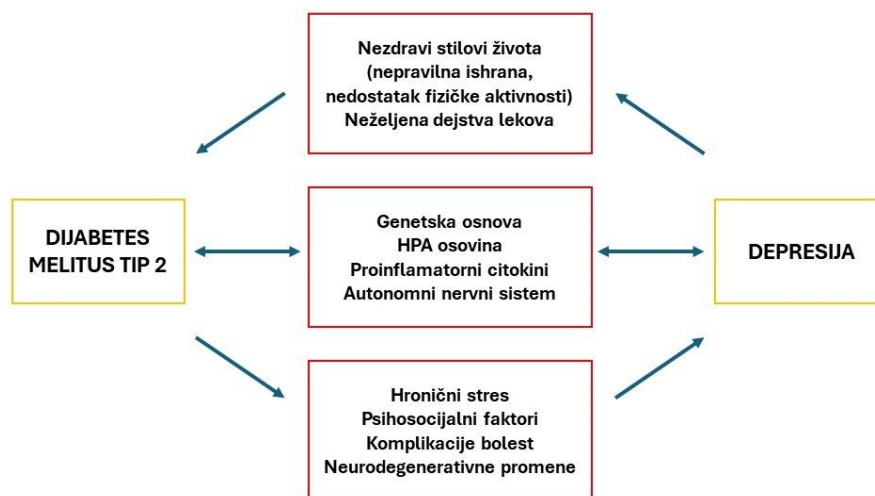 Nezdravi stilovi života
(nepravilna ishrana,
nedostatak fizičke aktivnosti)
Neželjena dejstva lekova
DIJABETES
MELITUS TIP 2
Genetska osnova
HPA osovina
Proinflamatorni citokini
Autonomni nervni sistem
DEPRESIJA
Hronični stres
Psihosocijalni faktori
Komplikacije bolest
Neurodegenerativne promene